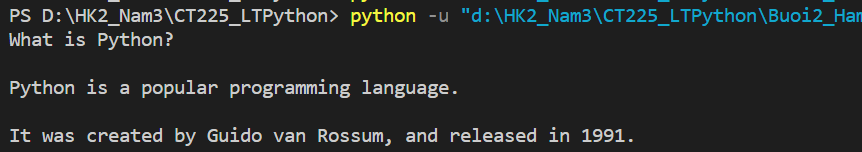 PS D:\HK2_Nam3\CT225_LTPython> python -u "d:\HK2_Nam3\CT225_LTPython\Buoi2_Ham
What is Python?
Python is a popular programming language.
It was created by Guido van Rossum, and released in 1991.